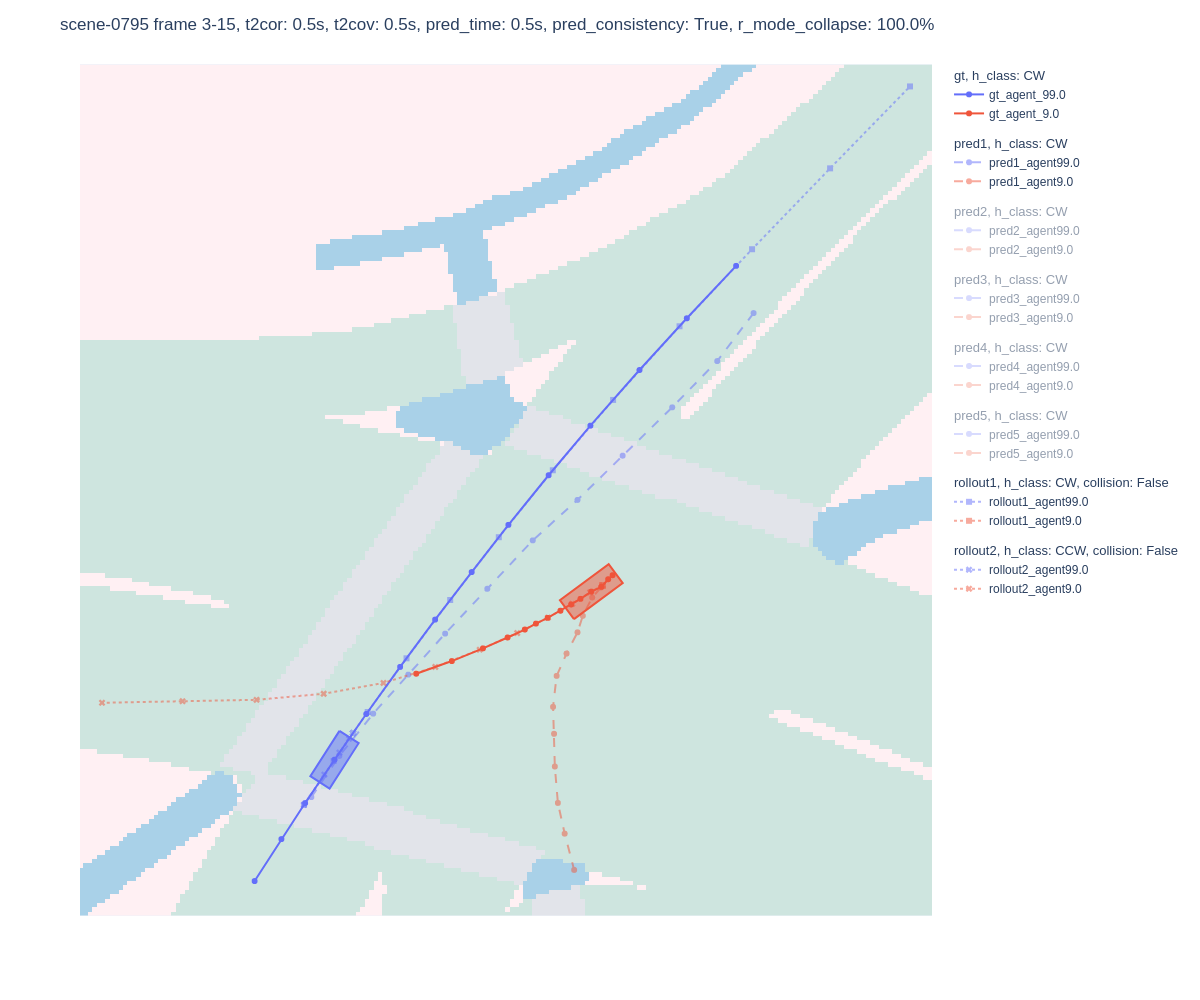 scene-0795 frame 3-15, t2cor: 0.5s, t2cov: 0.5s, pred_time: 0.5s, pred_consistency: True, r_mode_collapse: 100.0%
gt, h_class: CW
gt_agent_99.0
gt_agent_9.0
pred1, h_class: CW
pred1_agent99.0
pred1_agent9.0
pred2, h_class: CW
pred2_agent99.0
pred2_agent9.0
pred3, h_class: CW
pred3_agent99.0
pred3_agent9.0
pred4, h_class: CW
pred4_agent99.0
pred4_agent9.0
pred5, h_class: CW
pred5_agent99.0
pred5_agent9.0
rollout1, h_class: CW, collision: False
rollout1_agent99.0
rollout1_agent9.0
rollout2, h_class: CCW, collision: False
rollout2_agent99.0
rollout2_agent9.0